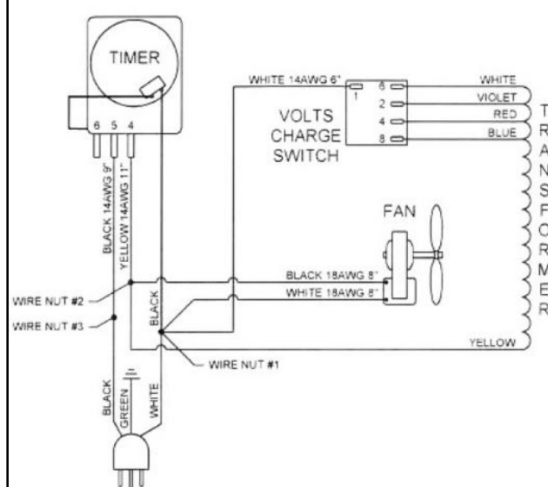 TIMER
6 5 4
BLACK 14AWG 9"
YELLOW 14AWG 11"
WHITE 14AWG 6"
1
6
2
4
8
VOLTS
CHARGE
SWITCH
WHITE
VIOLET
RED
BLUE
TRANSFORMER
FAN
BLACK 18AWG 8"
WHITE 18AWG 8"
WIRE NUT #2
WIRE NUT #3
BLACK
YELLOW
WIRE NUT #1
BLACK
GREEN
WHITE